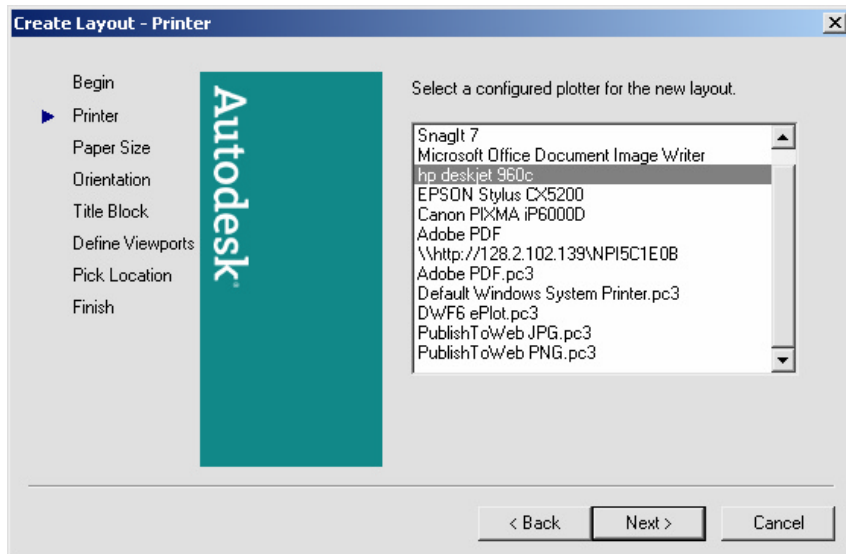 Create Layout - Printer
Begin
Printer
Paper Size
Orientation
Title Block
Define Viewports
Pick Location
Finish
Autodesk
Select a configured plotter for the new layout.
SnagIt 7
Microsoft Office Document Image Writer
hp deskjet 960c
EPSON Stylus CX5200
Canon PIXMA iP6000D
Adobe PDF
\\http://128.2.102.139\NPI5C1E0B
Adobe PDF.pc3
Default Windows System Printer.pc3
DWF6 ePlot.pc3
PublishToWeb JPG.pc3
PublishToWeb PNG.pc3
< Back
Next >
Cancel